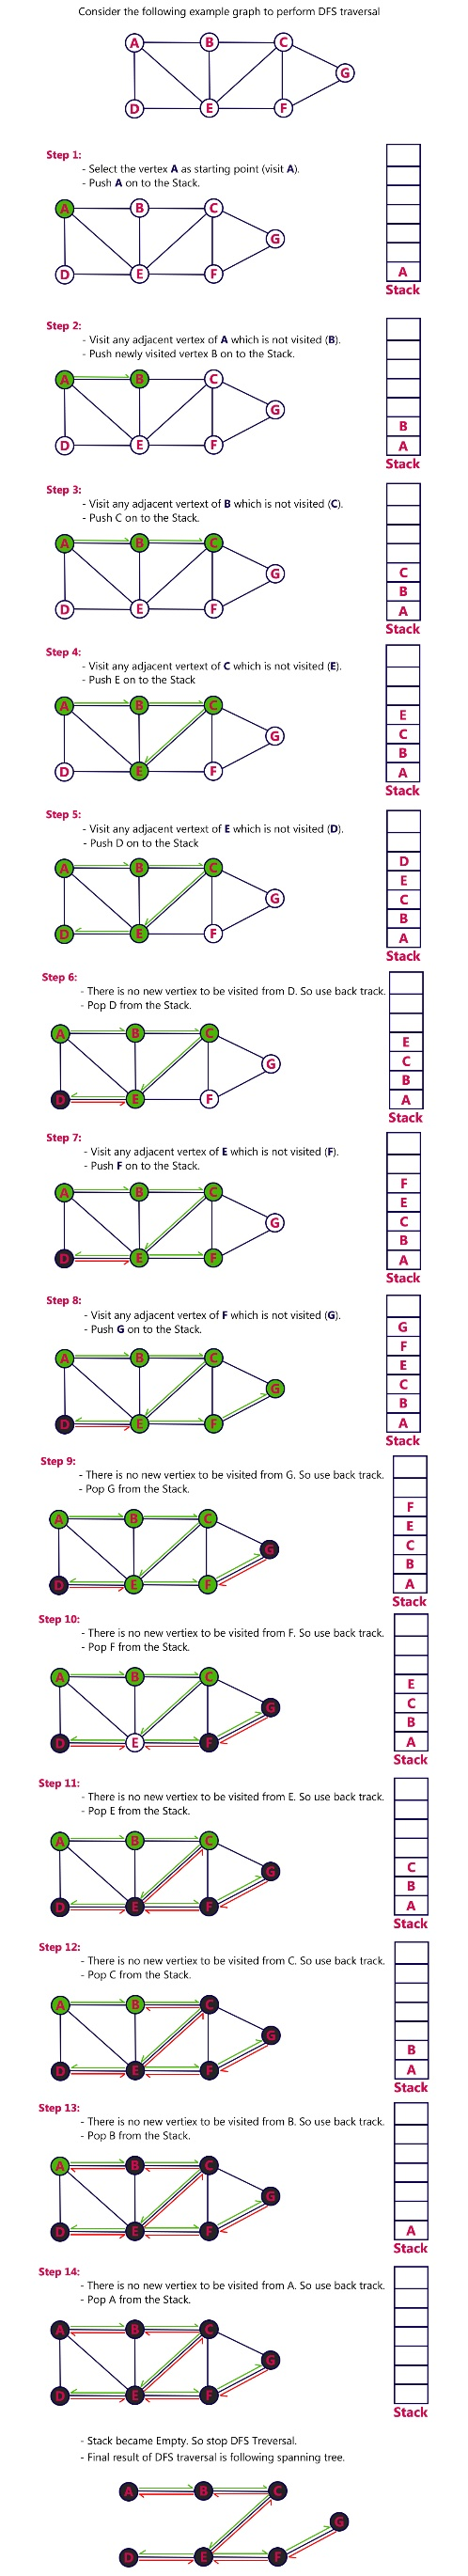 Consider the following example graph to perform DFS traversal
A B C
G
D E F
Step 1:
- Select the vertex A as starting point (visit A).
- Push A on to the Stack.
A B C
G
D E F
A
Stack
Step 2:
- Visit any adjacent vertex of A which is not visited (B).
- Push newly visited vertex B on to the Stack.
A B C
G
D E F
B
A
Stack
Step 3:
- Visit any adjacent vertext of B which is not visited (C).
- Push C on to the Stack.
A B C
G
D E F
C
B
A
Stack
Step 4:
- Visit any adjacent vertext of C which is not visited (E).
- Push E on to the Stack
A B C
G
D E F
E
C
B
A
Stack
Step 5:
- Visit any adjacent vertext of E which is not visited (D).
- Push D on to the Stack
A B C
G
D E F
D
E
C
B
A
Stack
Step 6:
- There is no new vertiex to be visited from D. So use back track.
- Pop D from the Stack.
A B C
G
D E F
E
C
B
A
Stack
Step 7:
- Visit any adjacent vertex of E which is not visited (F).
- Push F on to the Stack.
A B C
G
D E F
F
E
C
B
A
Stack
Step 8:
- Visit any adjacent vertex of F which is not visited (G).
- Push G on to the Stack.
A B C
G
D E F
G
F
E
C
B
A
Stack
Step 9:
- There is no new vertiex to be visited from G. So use back track.
- Pop G from the Stack.
A B C
G
D E F
F
E
C
B
A
Stack
Step 10:
- There is no new vertiex to be visited from F. So use back track.
- Pop F from the Stack.
A B C
G
D E F
E
C
B
A
Stack
Step 11:
- There is no new vertiex to be visited from E. So use back track.
- Pop E from the Stack.
A B C
G
D E F
C
B
A
Stack
Step 12:
- There is no new vertiex to be visited from C. So use back track.
- Pop C from the Stack.
A B C
G
D E F
B
A
Stack
Step 13:
- There is no new vertiex to be visited from B. So use back track.
- Pop B from the Stack.
A B C
G
D E F
A
Stack
Step 14:
- There is no new vertiex to be visited from A. So use back track.
- Pop A from the Stack.
A B C
G
D E F
Stack
- Stack became Empty. So stop DFS Treversal.
- Final result of DFS traversal is following spanning tree.
A B C
G
D E F